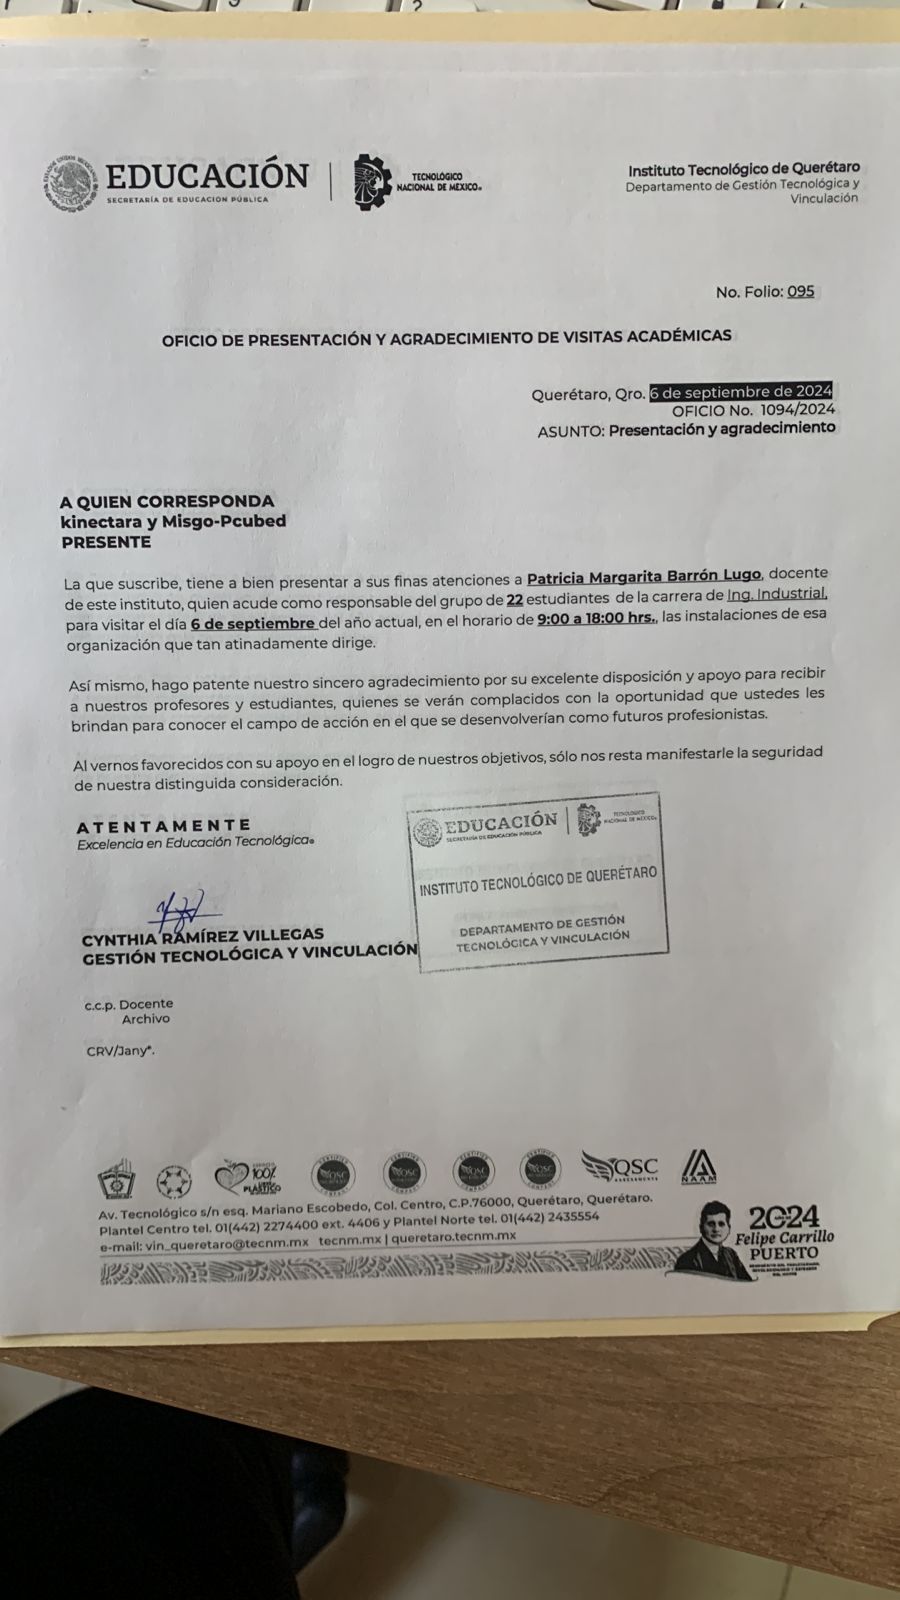 EDUCACIÓN
SECRETARÍA DE EDUCACIÓN PÚBLICA
TECNOLÓGICO
NACIONAL DE MÉXICO®
Instituto Tecnológico de Querétaro
Departamento de Gestión Tecnológica y
Vinculación
No. Folio: 095
OFICIO DE PRESENTACIÓN Y AGRADECIMIENTO DE VISITAS ACADÉMICAS
Querétaro, Qro. 6 de septiembre de 2024
OFICIO No. 1094/2024
ASUNTO: Presentación y agradecimiento
A QUIEN CORRESPONDA
kinectara y Misgo-Pcubed
PRESENTE
La que suscribe, tiene a bien presentar a sus finas atenciones a Patricia Margarita Barrón Lugo, docente
de este instituto, quien acude como responsable del grupo de 22 estudiantes de la carrera de Ing. Industrial,
para visitar el día 6 de septiembre del año actual, en el horario de 9:00 a 18:00 hrs., las instalaciones de esa
organización que tan atinadamente dirige.
Así mismo, hago patente nuestro sincero agradecimiento por su excelente disposición y apoyo para recibir
a nuestros profesores y estudiantes, quienes se verán complacidos con la oportunidad que ustedes les
brindan para conocer el campo de acción en el que se desenvolverían como futuros profesionistas.
Al vernos favorecidos con su apoyo en el logro de nuestros objetivos, sólo nos resta manifestarle la seguridad
de nuestra distinguida consideración.
ATENTAMENTE
Excelencia en Educación Tecnológica®
EDUCACIÓN
SECRETARÍA DE EDUCACIÓN PÚBLICA
TECNOLÓGICO
NACIONAL DE MÉXICO®
INSTITUTO TECNOLÓGICO DE QUERÉTARO
DEPARTAMENTO DE GESTIÓN
TECNOLÓGICA Y VINCULACIÓN
CYNTHIA RAMÍREZ VILLEGAS
GESTIÓN TECNOLÓGICA Y VINCULACIÓN
c.c.p. Docente
Archivo
CRV/Jany*.
100%
PLÁSTICO
QSC
QSC
QSC
QSC
QSC
NAAM
Av. Tecnológico s/n esq. Mariano Escobedo, Col. Centro, C.P.76000, Querétaro, Querétaro.
Plantel Centro tel. 01(442) 2274400 ext. 4406 y Plantel Norte tel. 01(442) 2435554
e-mail: vin_queretaro@tecnm.mx tecnm.mx | queretaro.tecnm.mx
2024
Felipe Carrillo
PUERTO